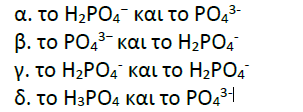 α. το H₂PO₄⁻ και το PO₄³⁻
β. το PO₄³⁻ και το H₂PO₄⁻
γ. το H₂PO₄⁻ και το H₂PO₄⁻
δ. το H₃PO₄ και το PO₄³⁻